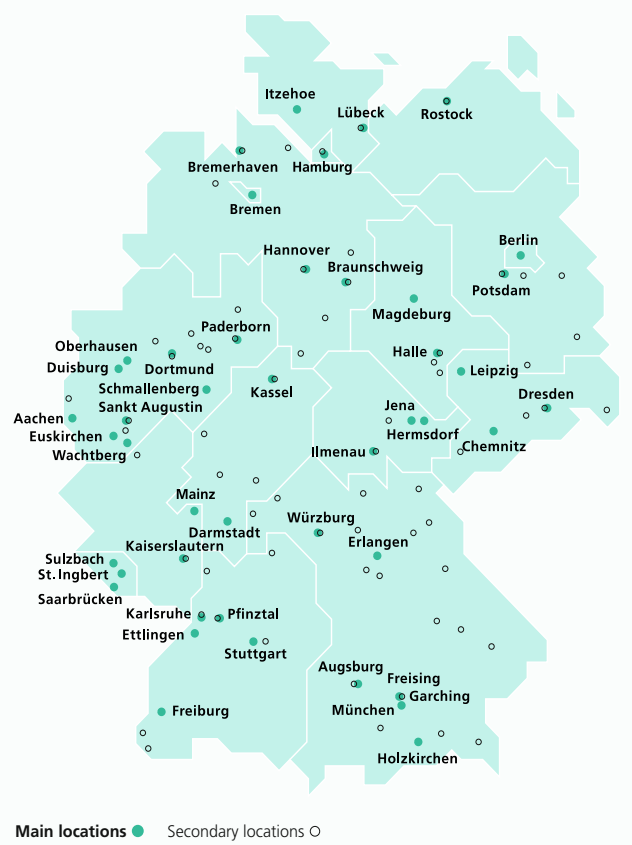 Itzehoe
Lübeck
Rostock
Bremerhaven
Hamburg
Bremen
Hannover
Berlin
Braunschweig
Potsdam
Magdeburg
Paderborn
Oberhausen
Halle
Duisburg
Dortmund
Leipzig
Schmallenberg
Kassel
Dresden
Sankt Augustin
Jena
Aachen
Hermsdorf
Euskirchen
Chemnitz
Ilmenau
Wachtberg
Mainz
Würzburg
Darmstadt
Erlangen
Kaiserslautern
Sulzbach
St. Ingbert
Saarbrücken
Karlsruhe
Pfinztal
Ettlingen
Stuttgart
Augsburg
Freising
Garching
München
Freiburg
Holzkirchen
Main locations
Secondary locations